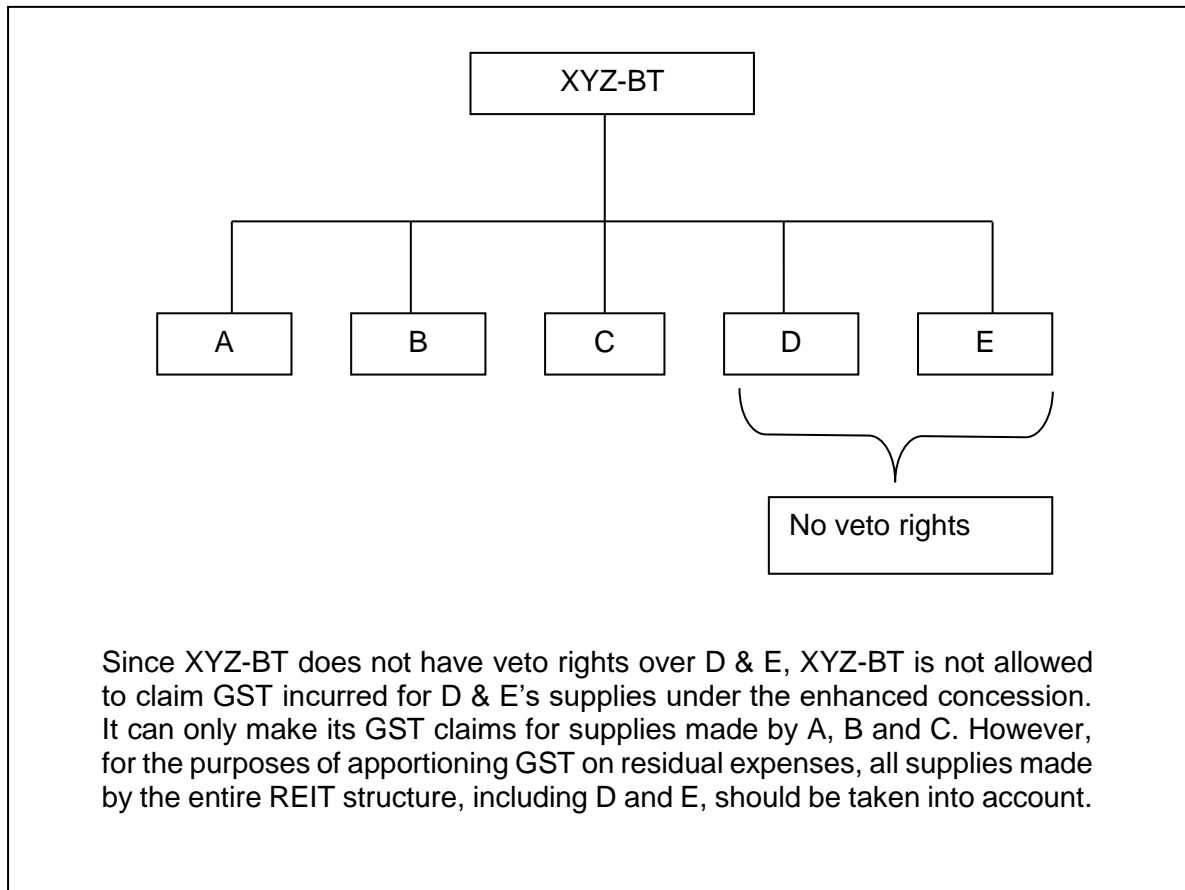 XYZ-BT
A
B
C
D
E
No veto rights
Since XYZ-BT does not have veto rights over D & E, XYZ-BT is not allowed
to claim GST incurred for D & E's supplies under the enhanced concession.
It can only make its GST claims for supplies made by A, B and C. However,
for the purposes of apportioning GST on residual expenses, all supplies made
by the entire REIT structure, including D and E, should be taken into account.